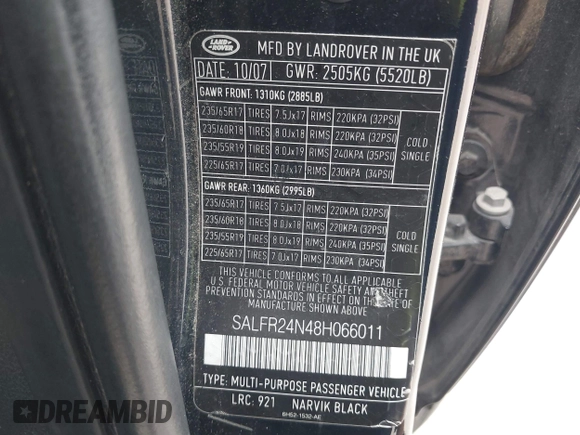 LAND ROVER
MFD BY LANDROVER IN THE UK
DATE: 10/07 GWR: 2505KG (5520LB)
GAWR FRONT: 1310KG (2885LB)
235/65R17 TIRES 7.5Jx17 RIMS 220KPA (32PSI)
235/60R18 TIRES 8.0Jx18 RIMS 220KPA (32PSI)
235/55R19 TIRES 8.0Jx19 RIMS 240KPA (35PSI)
225/65R17 TIRES 7.0Jx17 RIMS 230KPA (34PSI)
COLD
SINGLE
GAWR REAR: 1360KG (2995LB)
235/65R17 TIRES 7.5Jx17 RIMS 220KPA (32PSI)
235/60R18 TIRES 8.0Jx18 RIMS 220KPA (32PSI)
235/55R19 TIRES 8.0Jx19 RIMS 240KPA (35PSI)
225/65R17 TIRES 7.0Jx17 RIMS 230KPA (34PSI)
COLD
SINGLE
THIS VEHICLE CONFORMS TO ALL APPLICABLE
U.S. FEDERAL MOTOR VEHICLE SAFETY AND THEFT
PREVENTION STANDARDS IN EFFECT ON THE DATE OF
MANUFACTURE SHOWN ABOVE
SALFR24N48H066011
TYPE: MULTI-PURPOSE PASSENGER VEHICLE
LRC: 921 NARVIK BLACK
6H52-1532-AE
DREAMBID